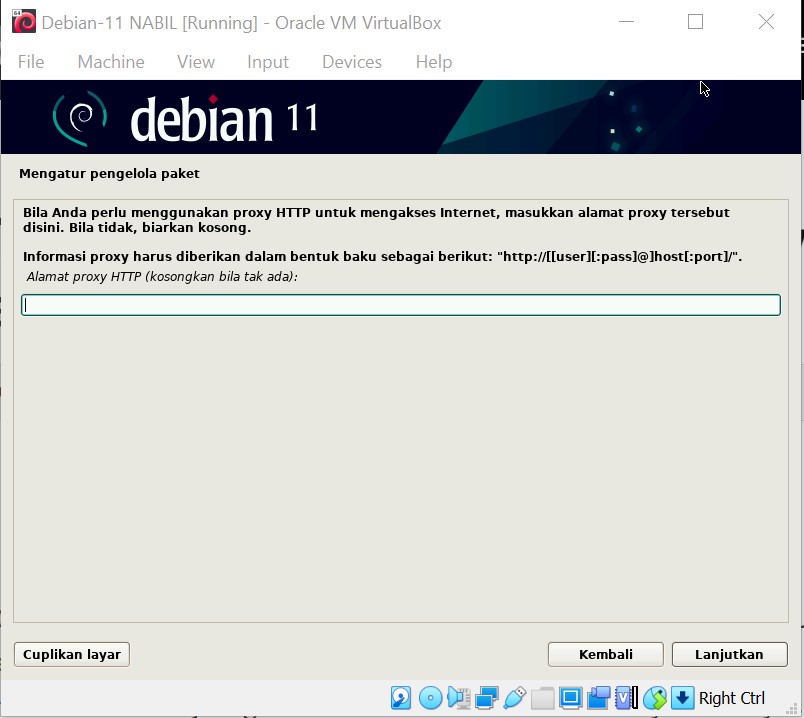 Debian-11 NABIL [Running] - Oracle VM VirtualBox
File Machine View Input Devices Help
debian 11
Mengatur pengelola paket
Bila Anda perlu menggunakan proxy HTTP untuk mengakses Internet, masukkan alamat proxy tersebut
disini. Bila tidak, biarkan kosong.
Informasi proxy harus diberikan dalam bentuk baku sebagai berikut: "http://[[user][:pass]@]host[:port]/".
Alamat proxy HTTP (kosongkan bila tak ada):
Cuplikan layar Kembali Lanjutkan
Right Ctrl